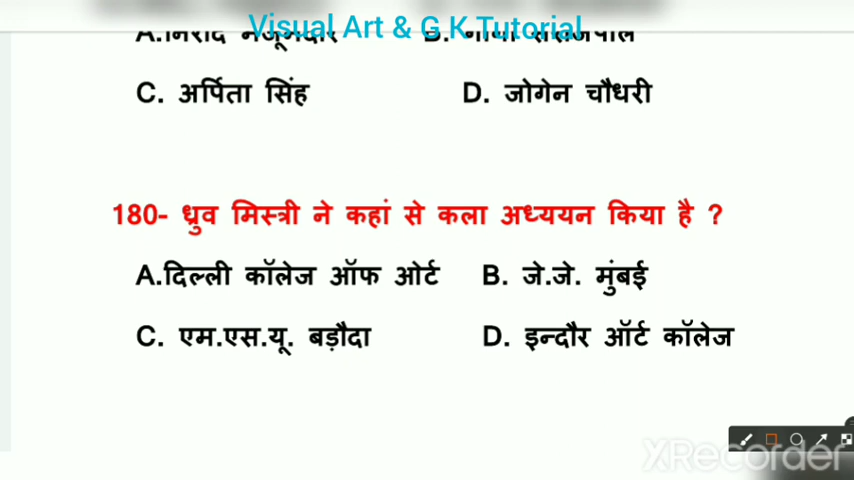 Visual Art & G.K Tutorial
C. अर्पिता सिंह D. जोगेन चौधरी
180- ध्रुव मिस्त्री ने कहां से कला अध्ययन किया है ?
A.दिल्ली कॉलेज ऑफ ओर्ट B. जे.जे. मुंबई
C. एम.एस.यू. बड़ौदा D. इन्दौर ऑर्ट कॉलेज
XRecorder